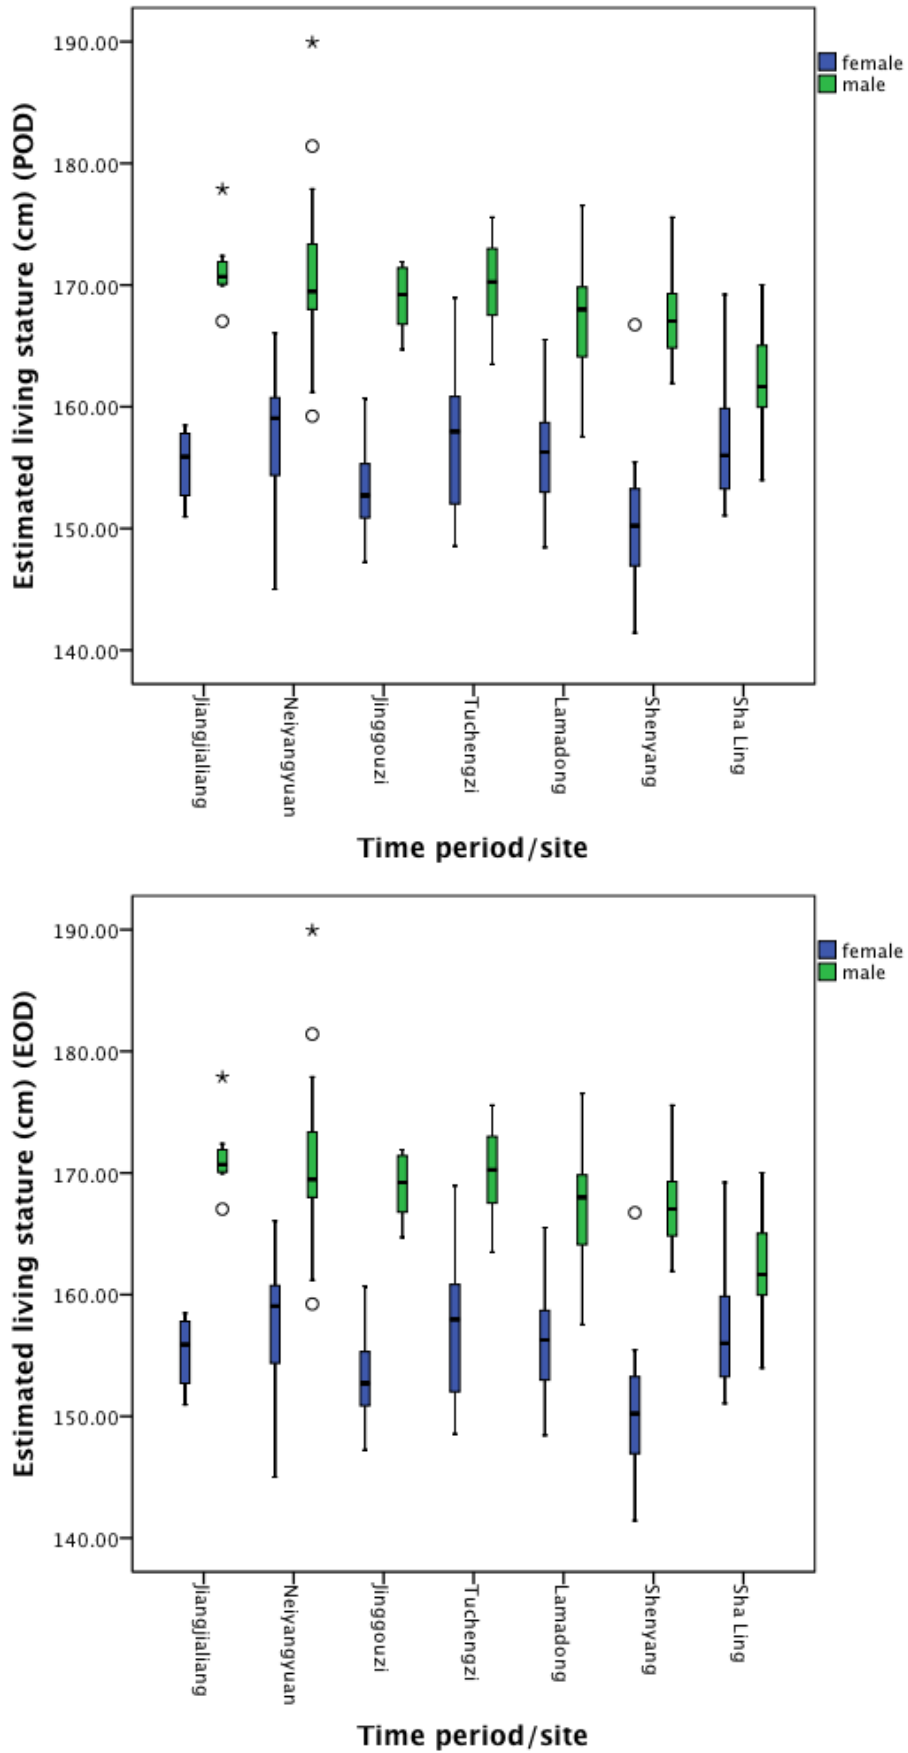 Estimated living stature (cm) (POD)
190.00
180.00
170.00
160.00
150.00
140.00
female
male
Jiangjialiang
Neiyangyuan
Jinggouzi
Tuchengzi
Lamadong
Shenyang
Sha Ling
Time period/site
Estimated living stature (cm) (EOD)
190.00
180.00
170.00
160.00
150.00
140.00
female
male
Jiangjialiang
Neiyangyuan
Jinggouzi
Tuchengzi
Lamadong
Shenyang
Sha Ling
Time period/site